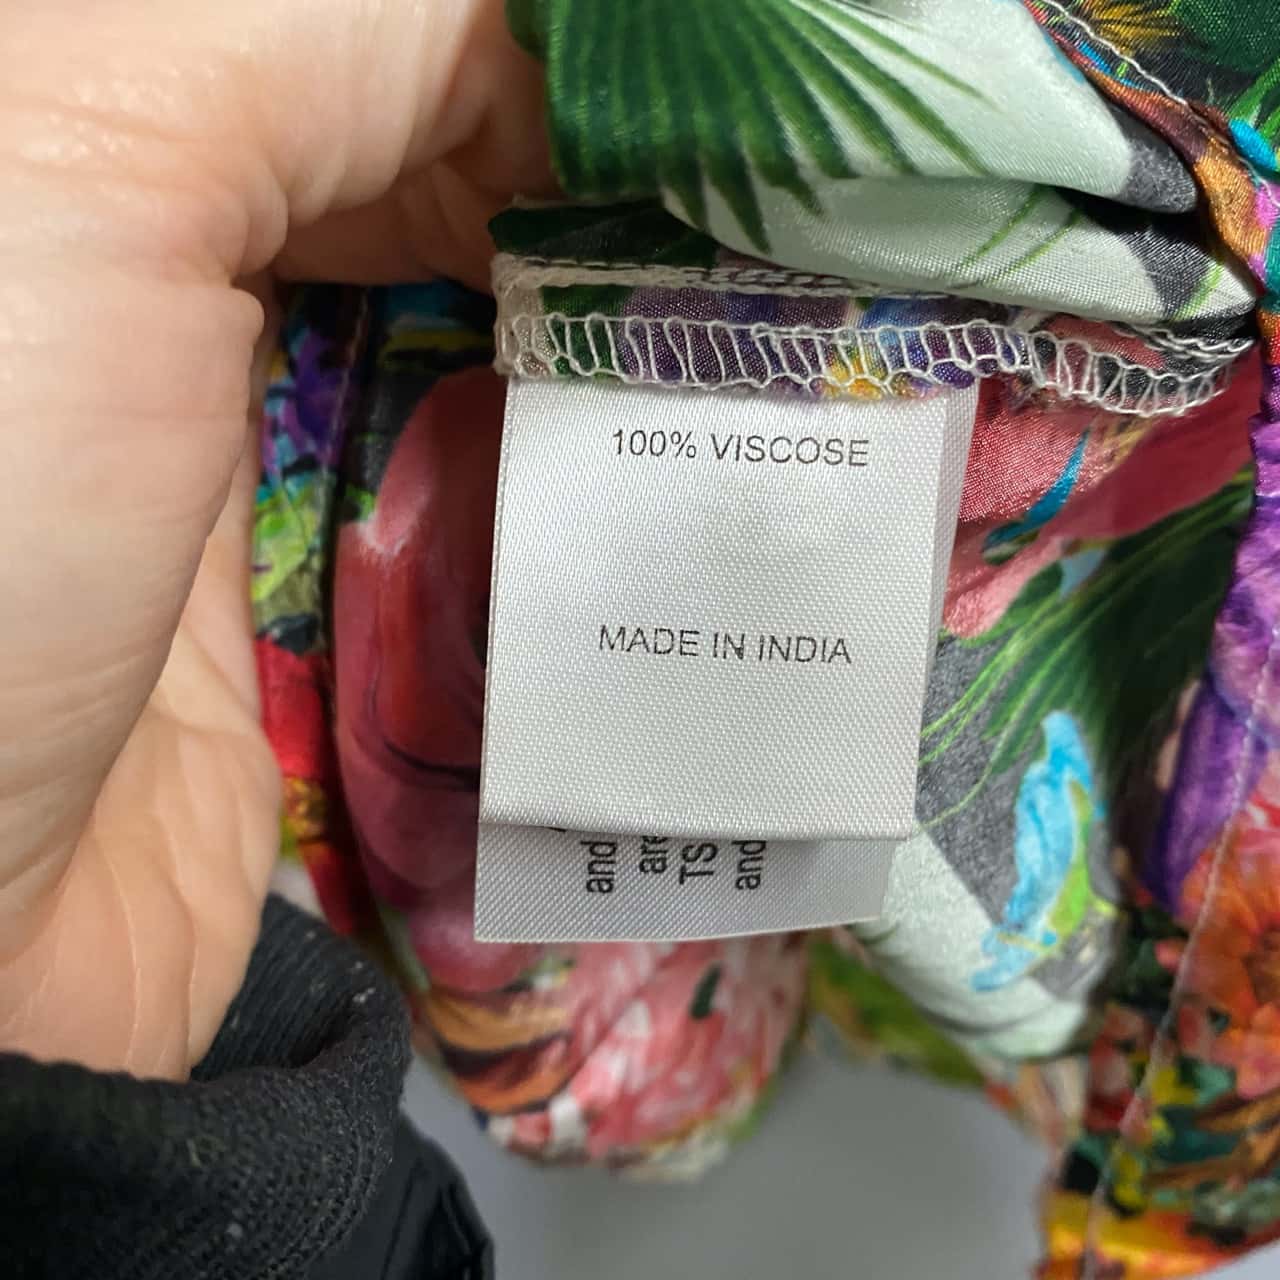 100% VISCOSE
MADE IN INDIA
and
are
TS
and